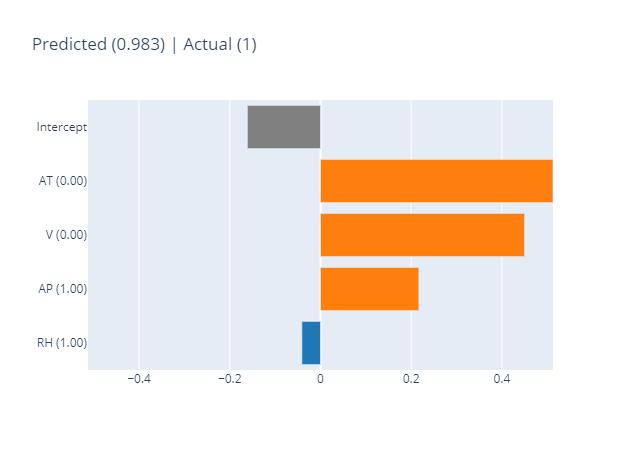 Predicted (0.983) | Actual (1)
Intercept
AT (0.00)
V (0.00)
AP (1.00)
RH (1.00)
−0.4 −0.2 0 0.2 0.4